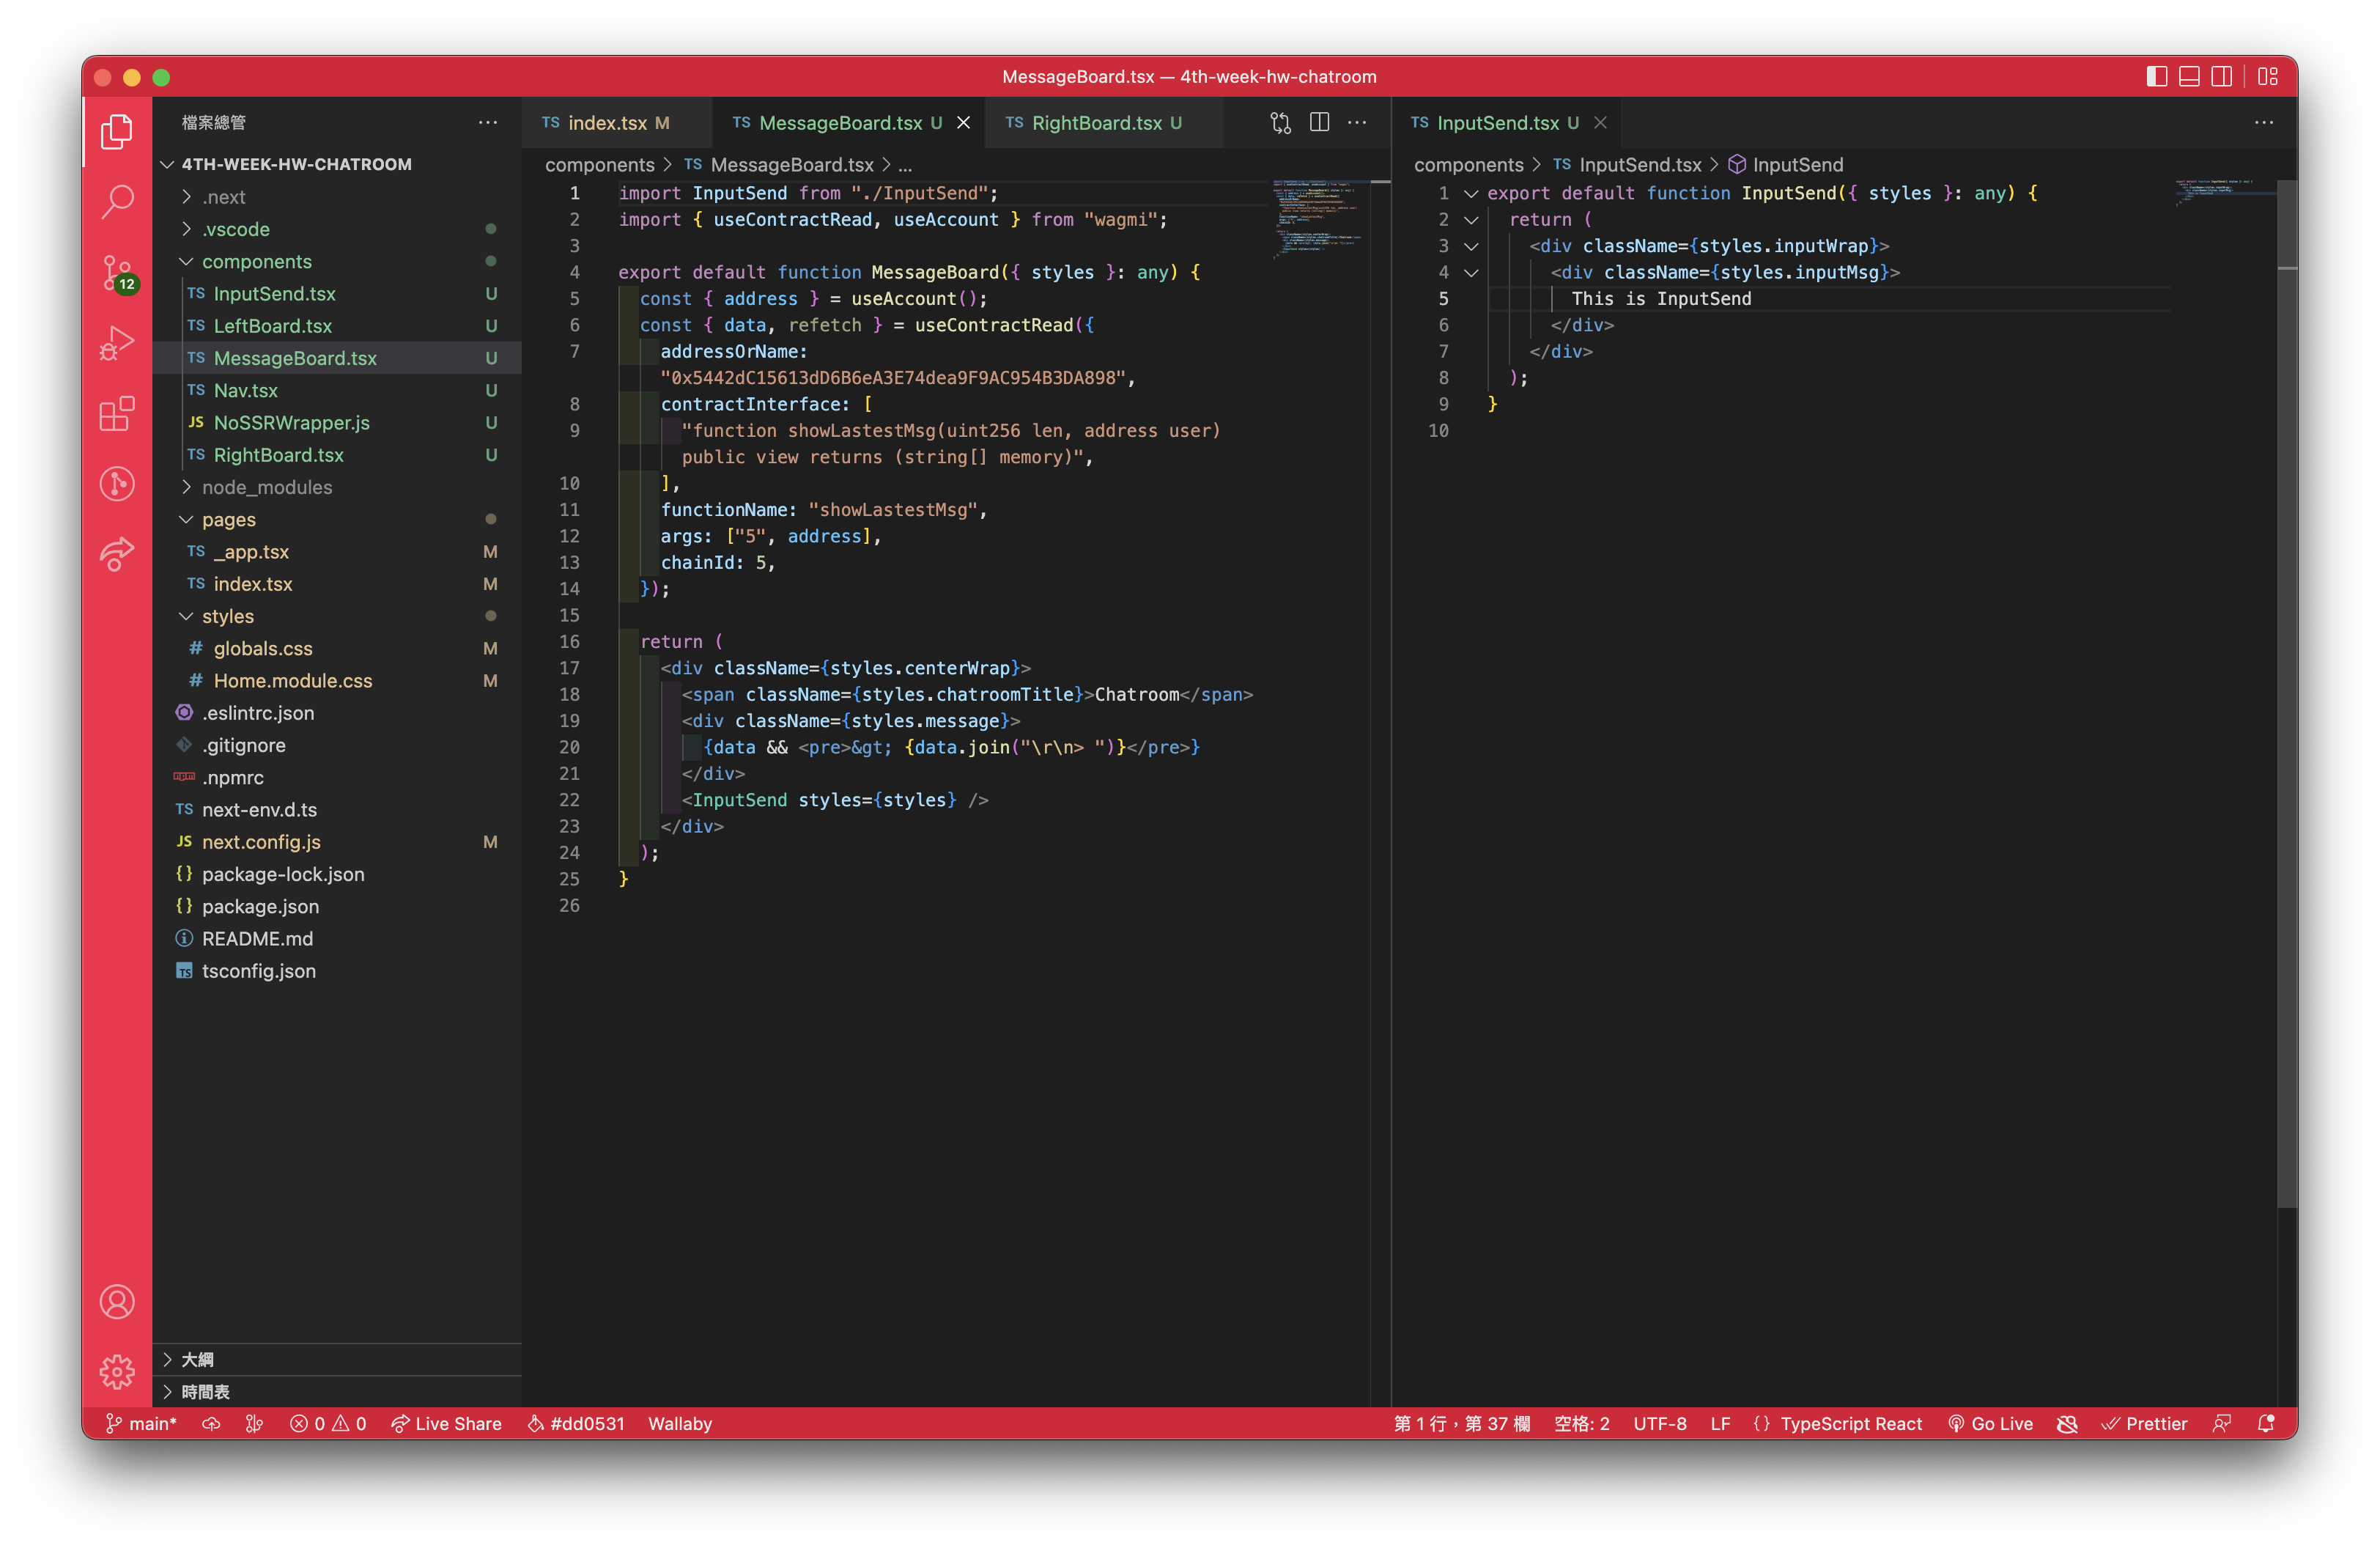 MessageBoard.tsx — 4th-week-hw-chatroom
檔案總管
4TH-WEEK-HW-CHATROOM
.next
.vscode
components
TS InputSend.tsx U
TS LeftBoard.tsx U
TS MessageBoard.tsx U
TS Nav.tsx U
JS NoSSRWrapper.js U
TS RightBoard.tsx U
node_modules
pages
TS _app.tsx M
TS index.tsx M
styles
# globals.css M
# Home.module.css M
.eslintrc.json
.gitignore
.npmrc
TS next-env.d.ts
JS next.config.js M
{} package-lock.json
{} package.json
README.md
TS tsconfig.json
大綱
時間表
12
TS index.tsx M TS MessageBoard.tsx U TS RightBoard.tsx U
components > TS MessageBoard.tsx > ...
1 import InputSend from "./InputSend";
2 import { useContractRead, useAccount } from "wagmi";
3
4 export default function MessageBoard({ styles }: any) {
5 const { address } = useAccount();
6 const { data, refetch } = useContractRead({
7 addressOrName:
"0x5442dC15613dD6B6eA3E74dea9F9AC954B3DA898",
8 contractInterface: [
9 "function showLastestMsg(uint256 len, address user)
public view returns (string[] memory)",
10 ],
11 functionName: "showLastestMsg",
12 args: ["5", address],
13 chainId: 5,
14 });
15
16 return (
17 <div className={styles.centerWrap}>
18 <span className={styles.chatroomTitle}>Chatroom</span>
19 <div className={styles.message}>
20 {data && <pre>&gt; {data.join("\r\n> ")}</pre>}
21 </div>
22 <InputSend styles={styles} />
23 </div>
24 );
25 }
26
TS InputSend.tsx U
components > TS InputSend.tsx > InputSend
1 export default function InputSend({ styles }: any) {
2 return (
3 <div className={styles.inputWrap}>
4 <div className={styles.inputMsg}>
5 This is InputSend
6 </div>
7 </div>
8 );
9 }
10
main* 0 0 Live Share #dd0531 Wallaby 第 1 行，第 37 欄 空格: 2 UTF-8 LF {} TypeScript React Go Live Prettier